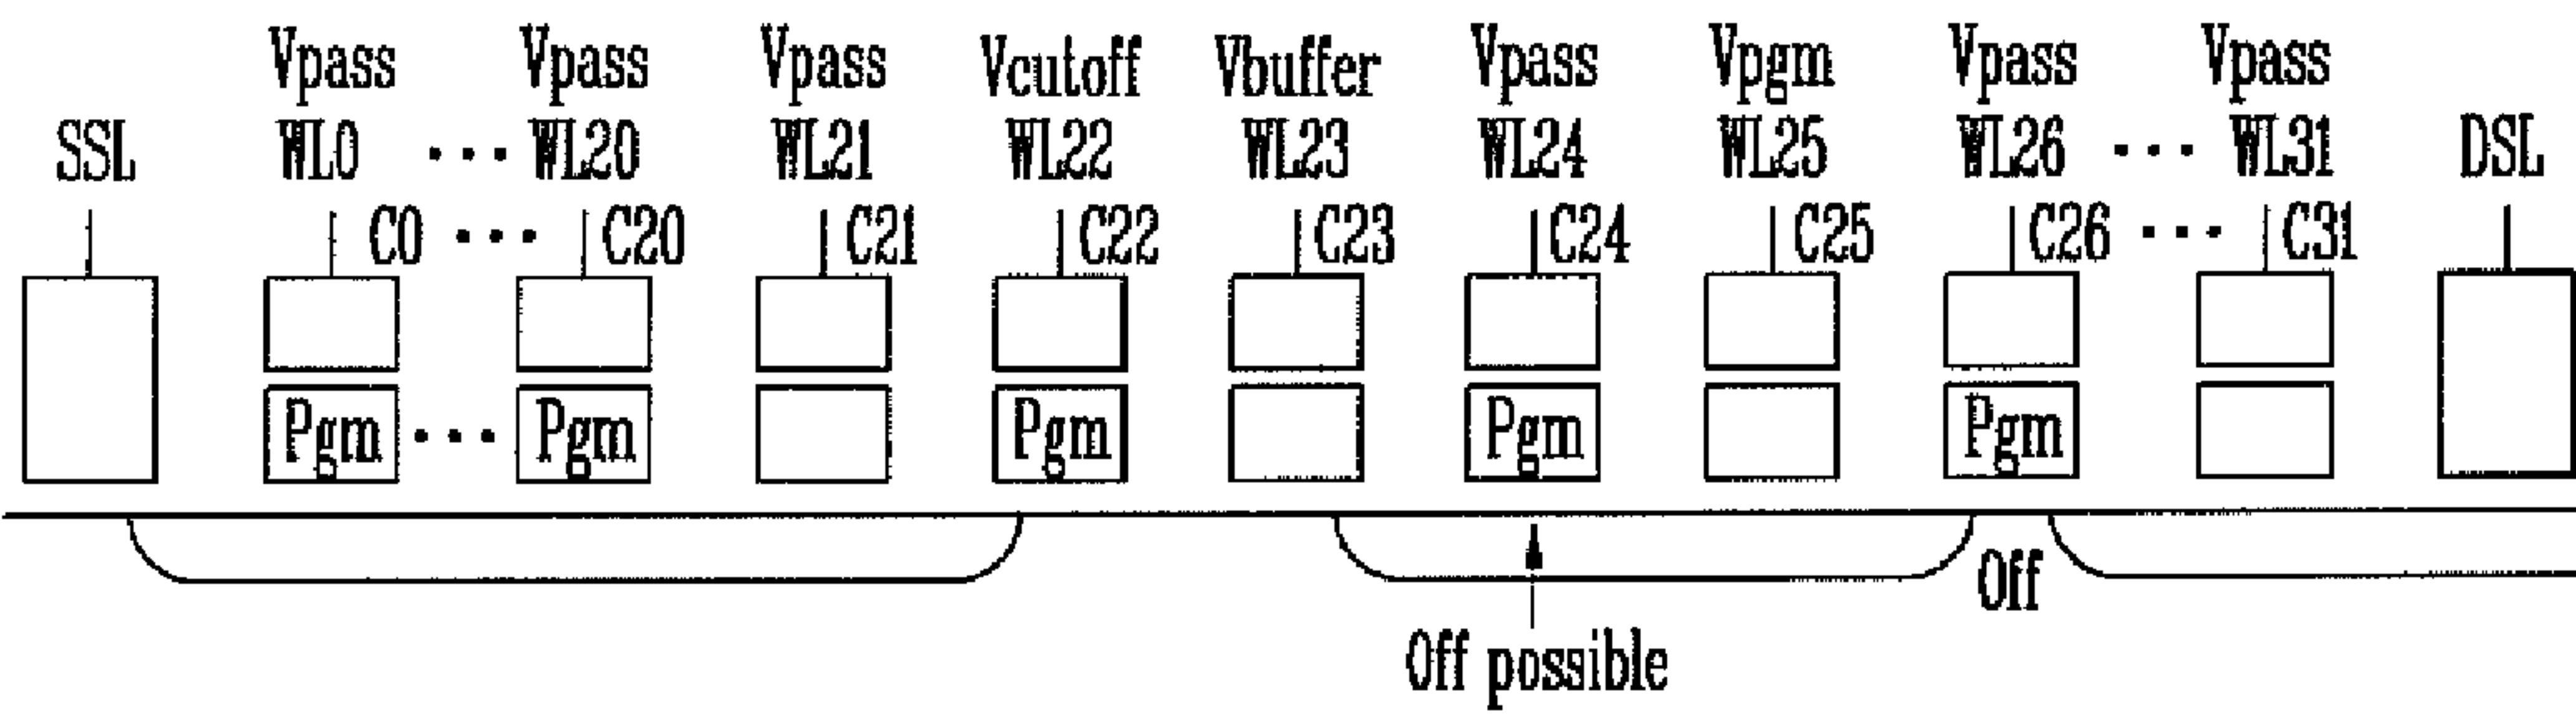 Vpass Vpass Vpass Vcutoff Vbuffer Vpass Vpgm Vpass Vpass
SSL WL0 ... WL20 WL21 WL22 WL23 WL24 WL25 WL26 ... WL31 DSL
C0 ... C20 C21 C22 C23 C24 C25 C26 ... C31
Pgm ... Pgm Pgm Pgm Pgm
Off
Off possible